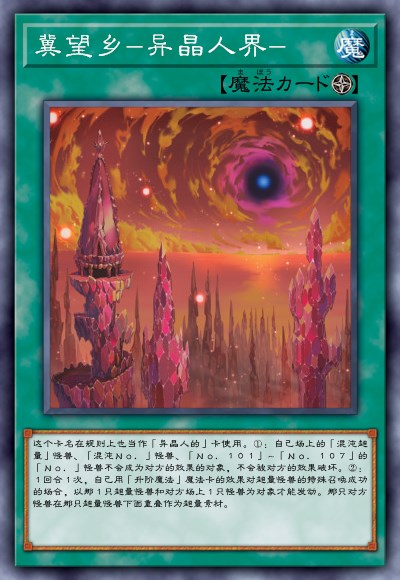 冀望乡-异晶人界-
魔
【魔法カード】
まほう
这个卡名在规则上也当作「异晶人的」卡使用。①：自己场上的「混沌超
量」怪兽、「混沌No.」怪兽、「No. 101」~「No. 107」的
「No.」怪兽不会成为对方的效果的对象，不会被对方的效果破坏。②：
1回合1次，自己用「升阶魔法」魔法卡的效果对超量怪兽的特殊召唤成功
的场合，以那1只超量怪兽和对方场上1只怪兽为对象才能发动。那只对方
怪兽在那只超量怪兽下面重叠作为超量素材。